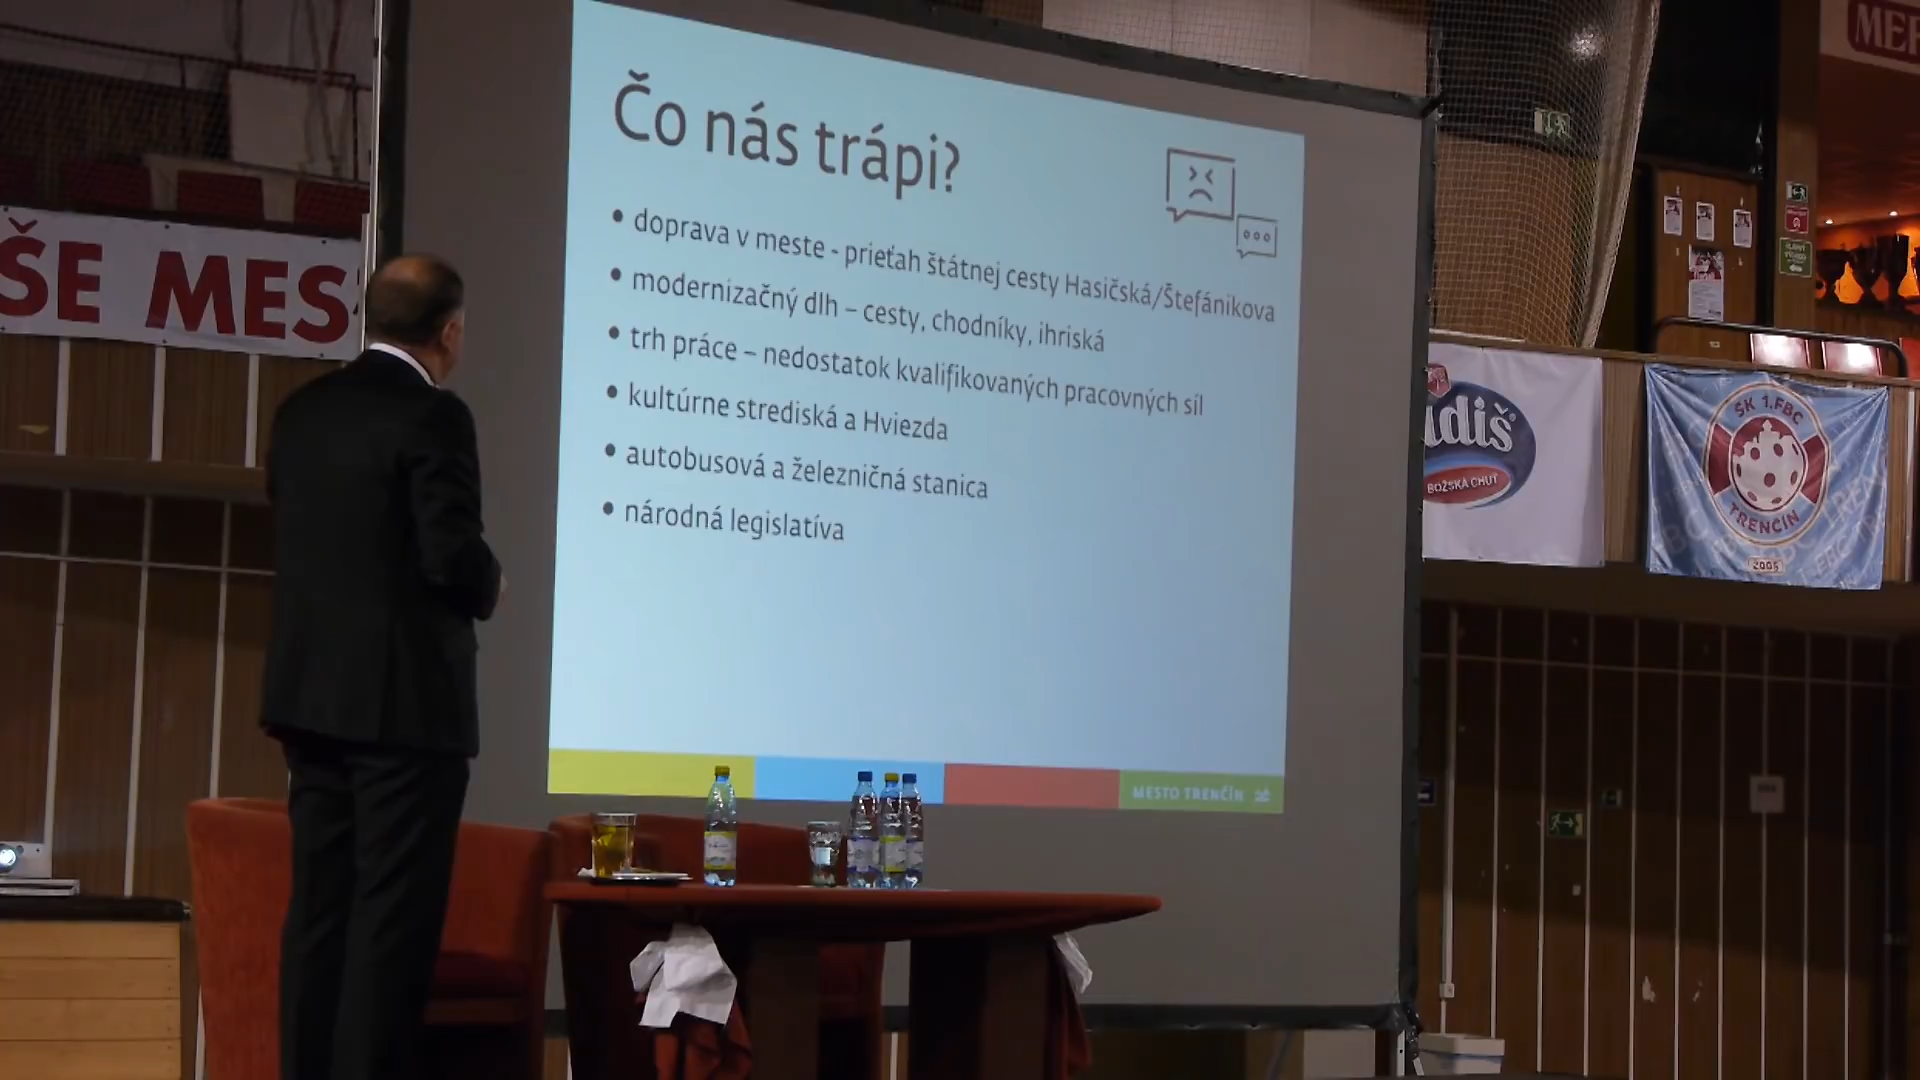 Čo nás trápi?
• doprava v meste - prieťah štátnej cesty Hasičská/Štefánikova
• modernizačný dlh – cesty, chodníky, ihriská
• trh práce – nedostatok kvalifikovaných pracovných síl
• kultúrne strediská a Hviezda
• autobusová a železničná stanica
• národná legislatíva
MESTO TRENČÍN
ŠE MES
MER
BOŽSKÁ CHUŤ
ŠK 1.FBC
TRENČÍN
2005